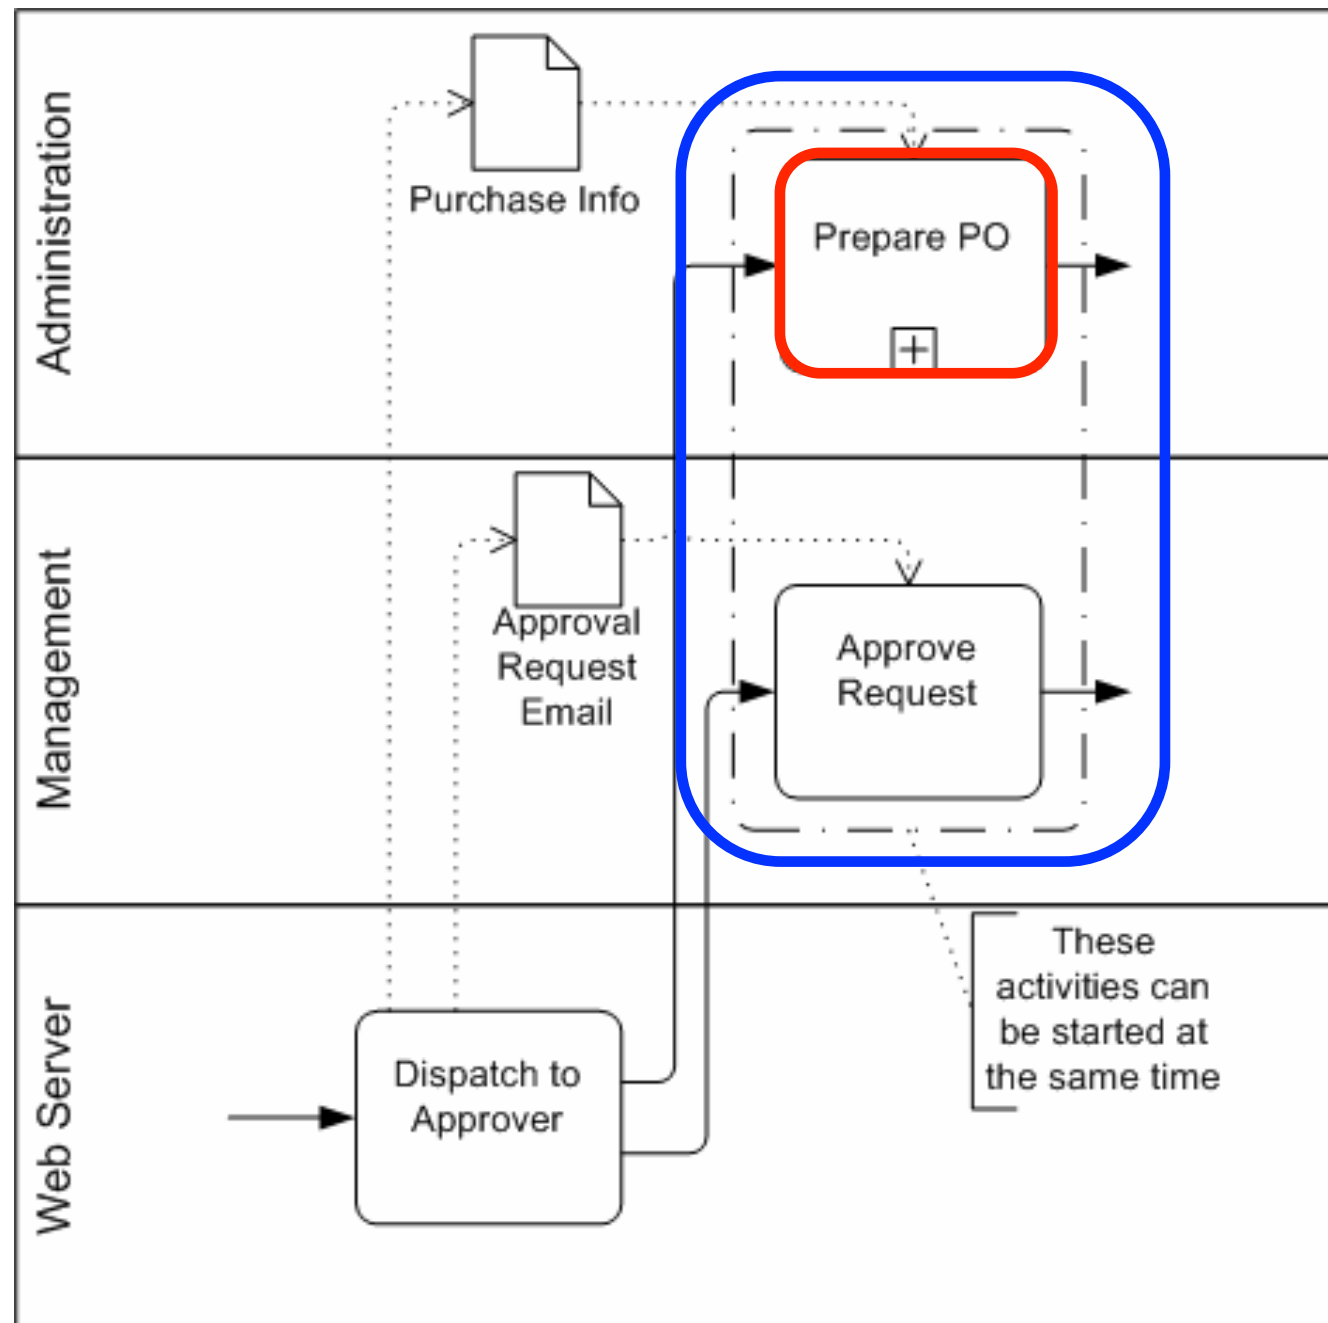 Administration
Purchase Info
Prepare PO
+
Management
Approval
Request
Email
Approve
Request
Web Server
Dispatch to
Approver
These
activities can
be started at
the same time